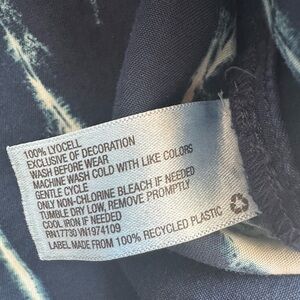 100% LYOCELL
EXCLUSIVE OF DECORATION
WASH BEFORE WEAR
MACHINE WASH COLD WITH LIKE COLORS
GENTLE CYCLE
ONLY NON-CHLORINE BLEACH IF NEEDED
TUMBLE DRY LOW, REMOVE PROMPTLY
COOL IRON IF NEEDED
RN17730 VN1974109
LABEL MADE FROM 100% RECYCLED PLASTIC